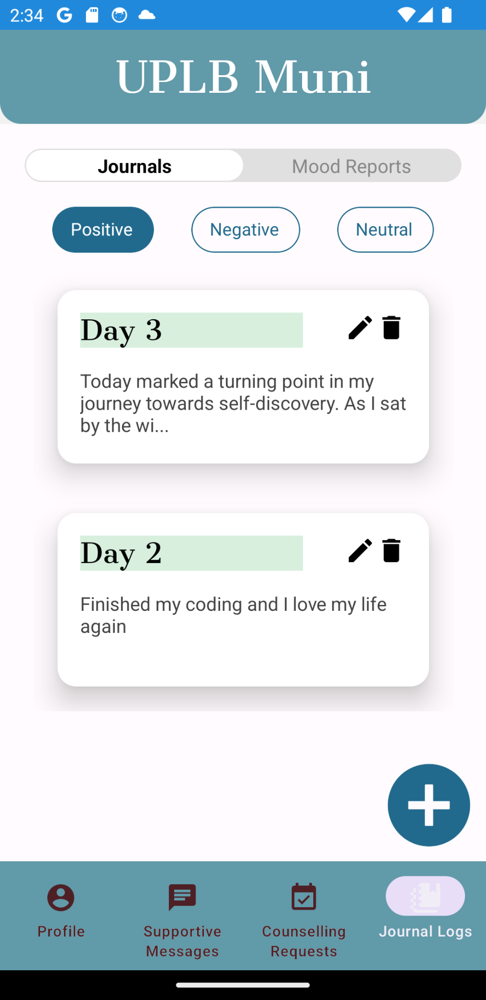 2:34
UPLB Muni
Journals
Mood Reports
Positive
Negative
Neutral
Day 3
Today marked a turning point in my
journey towards self-discovery. As I sat
by the wi...
Day 2
Finished my coding and I love my life
again
Profile
Supportive
Messages
Counselling
Requests
Journal Logs